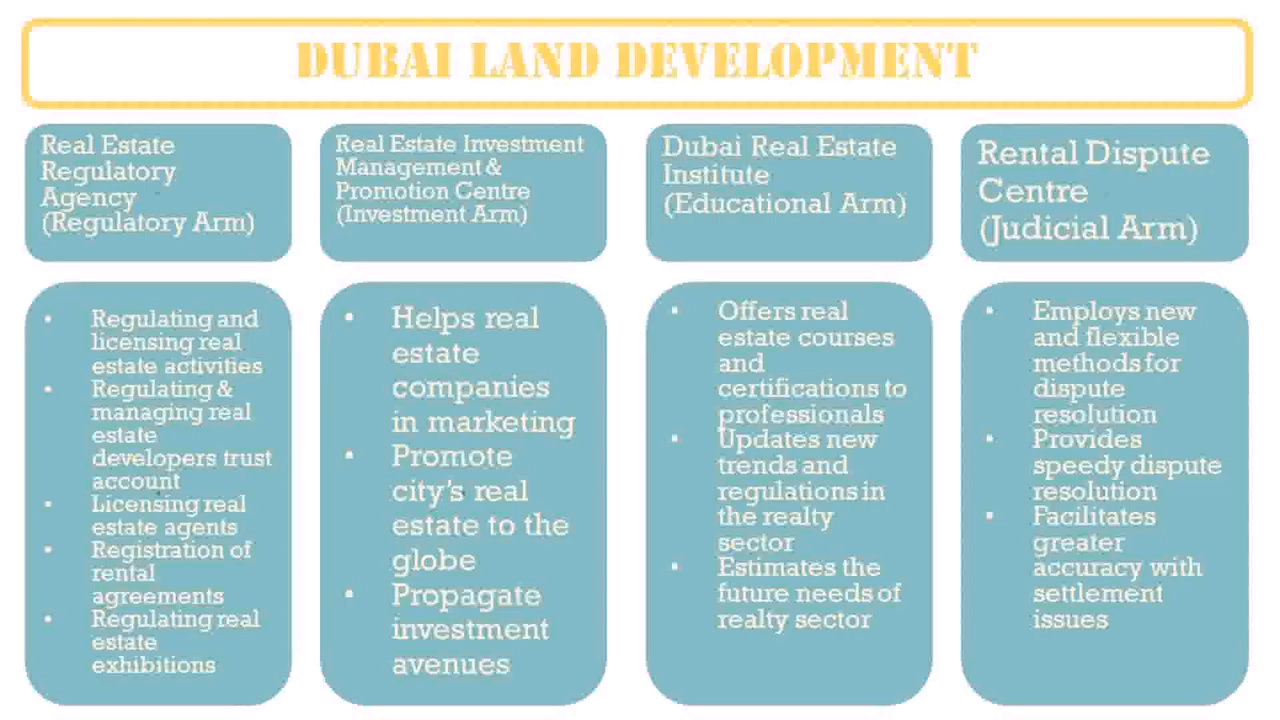 DUBAI LAND DEVELOPMENT
Real Estate
Regulatory
Agency
(Regulatory Arm)
Real Estate Investment
Management &
Promotion Centre
(Investment Arm)
Dubai Real Estate
Institute
(Educational Arm)
Rental Dispute
Centre
(Judicial Arm)
• Regulating and
licensing real
estate activities
• Regulating &
managing real
estate
developers trust
account
• Licensing real
estate agents
• Registration of
rental
agreements
• Regulating real
estate
exhibitions
• Helps real
estate
companies
in marketing
• Promote
city's real
estate to the
globe
• Propagate
investment
avenues
• Offers real
estate courses
and
certifications to
professionals
• Updates new
trends and
regulations in
the realty
sector
• Estimates the
future needs of
realty sector
• Employs new
and flexible
methods for
dispute
resolution
• Provides
speedy dispute
resolution
• Facilitates
greater
accuracy with
settlement
issues